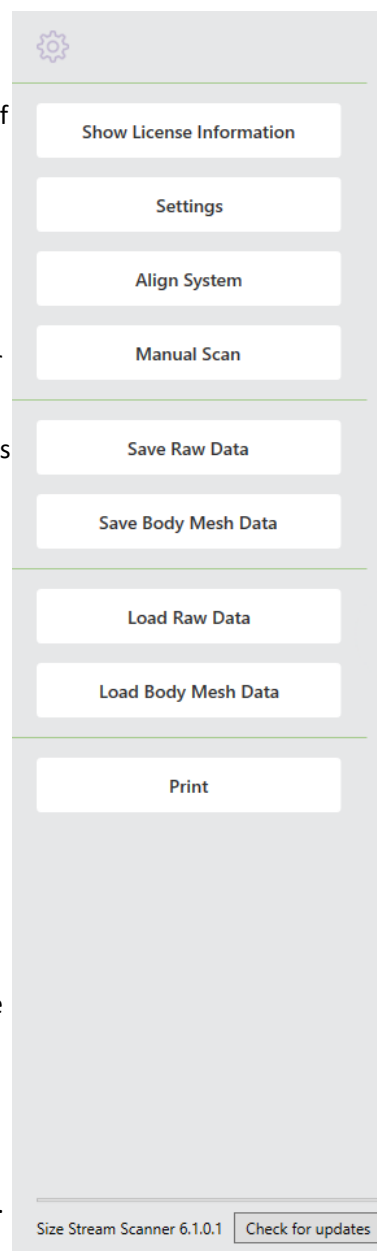 f
Show License Information
Settings
Align System
.
Manual Scan
s
Save Raw Data
Save Body Mesh Data
Load Raw Data
Load Body Mesh Data
Print
e
.
Size Stream Scanner 6.1.0.1 Check for updates